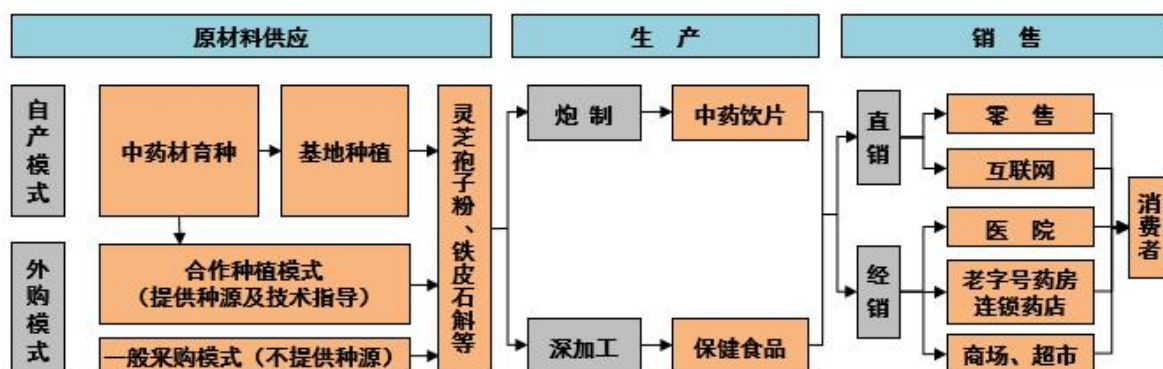 原材料供应
生 产
销 售
自产模式
中药材育种
基地种植
外购模式
合作种植模式
（提供种源及技术指导）
一般采购模式（不提供种源）
灵芝孢子粉、铁皮石斛等
炮 制
中药饮片
深加工
保健食品
直销
零 售
互联网
经销
医 院
老字号药房
连锁药店
商场、超市
消费者